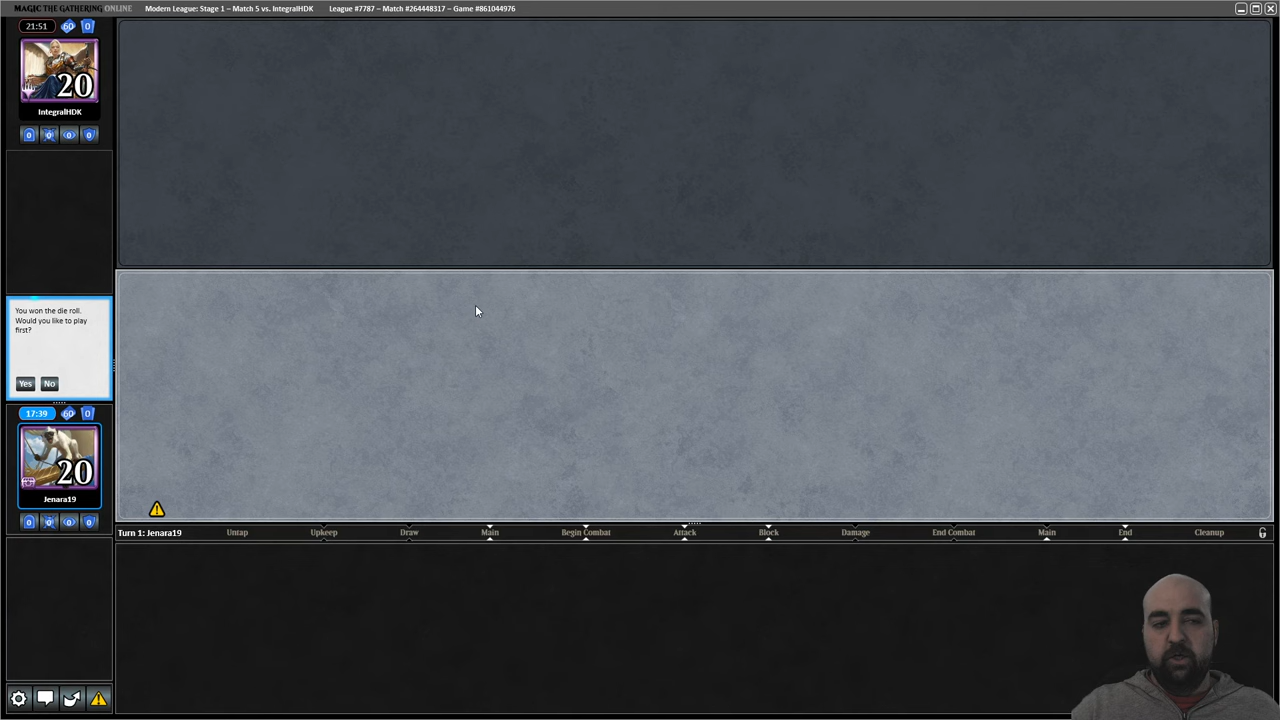 MAGIC THE GATHERING ONLINE Modern League: Stage 1 – Match 5 vs. IntegralHDK League #7787 – Match #264448317 – Game #861044976
21:51 60 0
20
IntegralHDK
0 0 0 0
You won the die roll.
Would you like to play
first?
Yes No
17:39 60 0
20
Jenara19
0 0 0 0
Turn 1: Jenara19 Untap Upkeep Draw Main Begin Combat Attack Block Damage End Combat Main End Cleanup